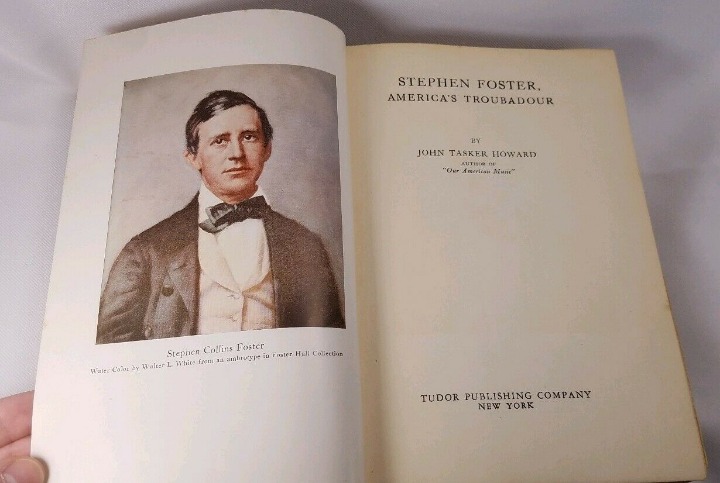 Stephen Collins Foster
Water Color by Walter L. White from an ambrotype in Foster Hall Collection
STEPHEN FOSTER,
AMERICA'S TROUBADOUR
BY
JOHN TASKER HOWARD
AUTHOR OF
"Our American Music"
TUDOR PUBLISHING COMPANY
NEW YORK